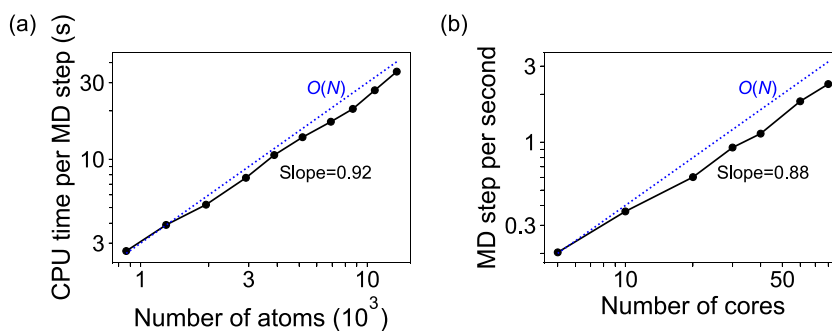 (a)
CPU time per MD step (s)
30
10
3
O(N)
Slope=0.92
1
3
10
Number of atoms (10³)
(b)
MD step per second
3
1
0.3
O(N)
Slope=0.88
10
50
Number of cores